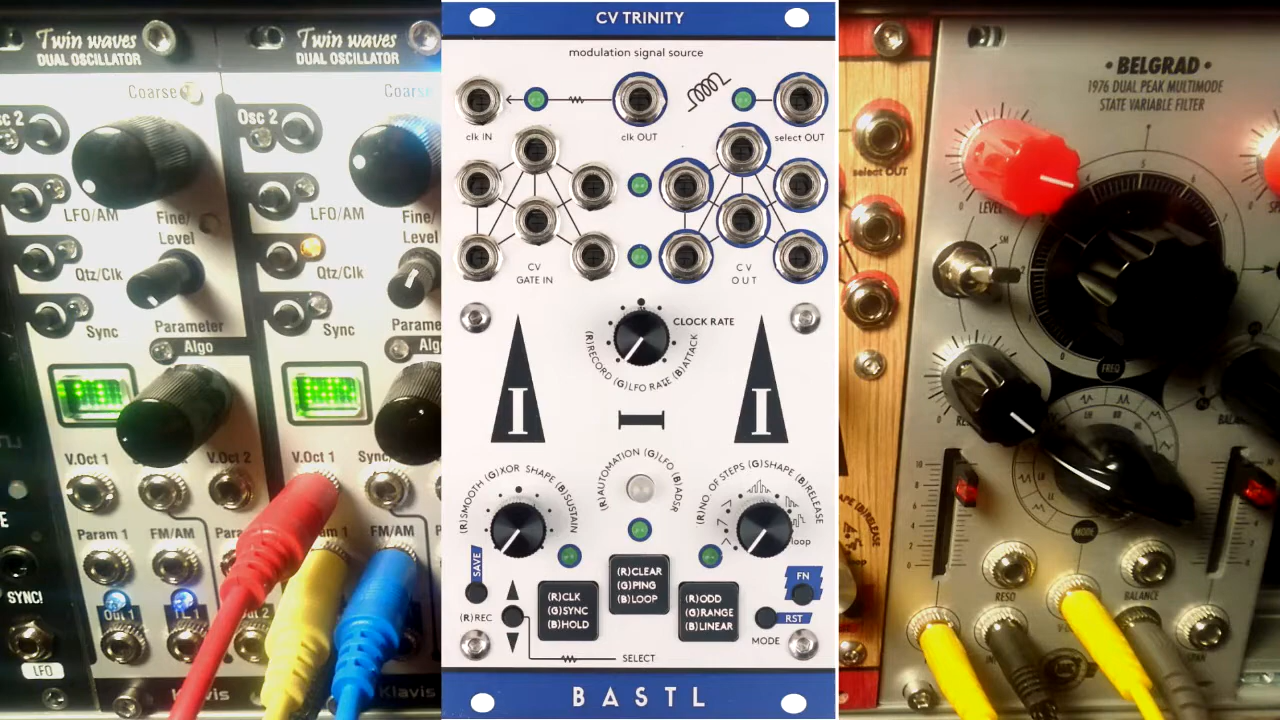 Twin waves
DUAL OSCILLATOR
Coarse
Osc 2
LFO/AM
Fine/
Level
Qtz/Clk
Sync
Parameter
Algo
V.Oct 1
V.Oct 2
Param 1
FM/AM
Out 1
SYNC!
LFO
Klavis
Twin waves
DUAL OSCILLATOR
Coarse
Osc 2
LFO/AM
Fine/
Level
Qtz/Clk
Sync
V.Oct 1
FM/AM
Out 2
Klavis
CV TRINITY
modulation signal source
clk IN
clk OUT
select OUT
CV
GATE IN
CV
OUT
CLOCK RATE
(R)RECORD (G)LFO RATE (B)ATTACK
I
I
I
(R)SMOOTH (G)XOR SHAPE (B)SUSTAIN
(R)AUTOMATION (G)LFO (B)ADSR
(R)NO. OF STEPS (G)SHAPE (B)RELEASE
loop
SAVE
(R)CLK
(G)SYNC
(B)HOLD
(R)CLEAR
(G)PING
(B)LOOP
(R)ODD
(G)RANGE
(B)LINEAR
FN
RST
(R)REC
MODE
SELECT
BASTL
select OUT
• BELGRAD •
1976 DUAL PEAK MULTIMODE
STATE VARIABLE FILTER
LEVEL
SM
FREQ
MODE
RESO
BALANCE